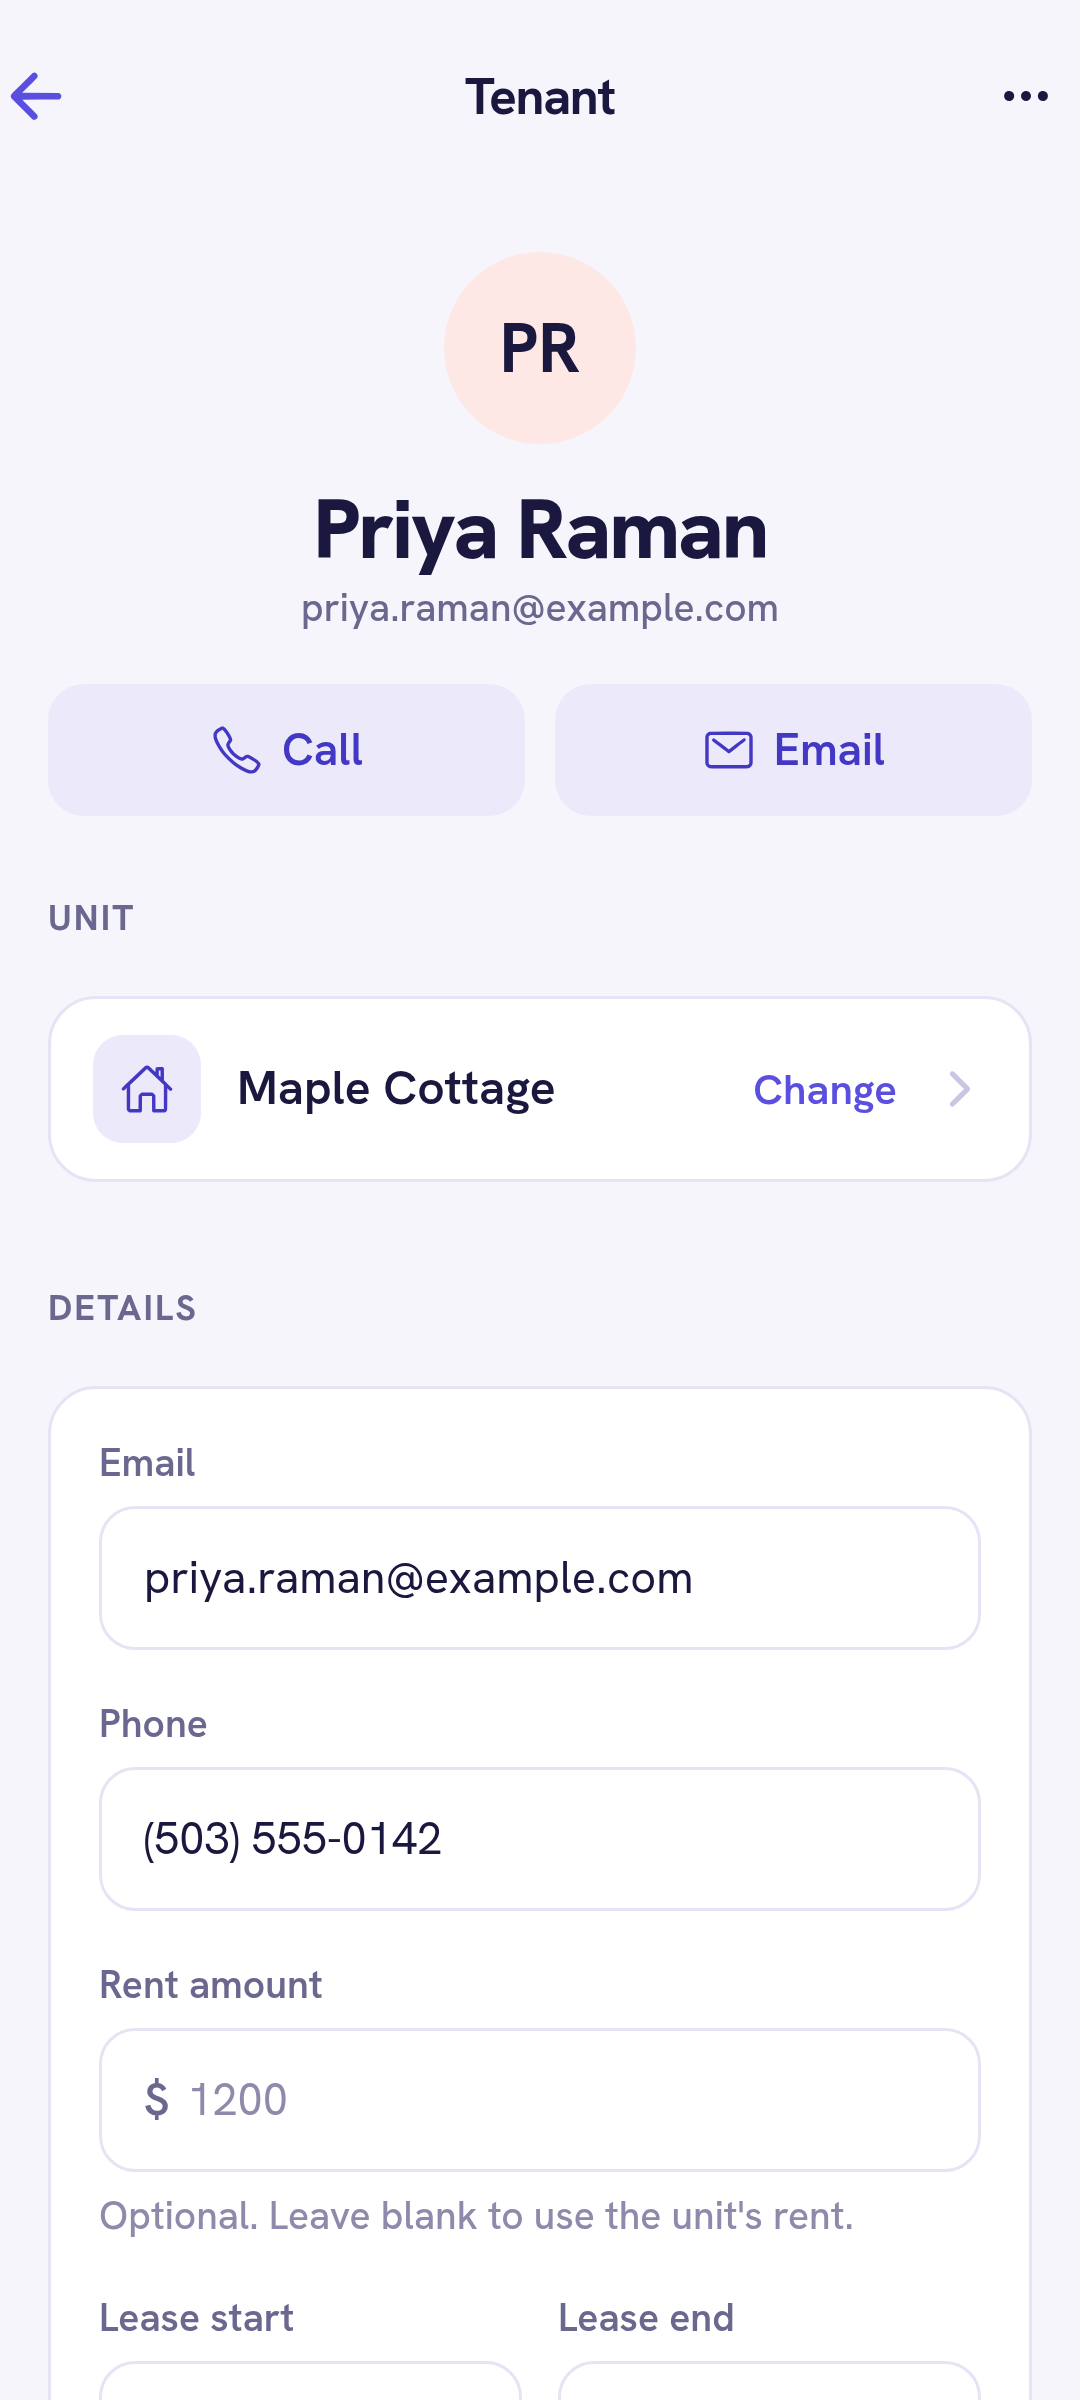 Tenant
PR
Priya Raman
priya.raman@example.com
Call
Email
UNIT
Maple Cottage
Change
DETAILS
Email
priya.raman@example.com
Phone
(503) 555-0142
Rent amount
$ 1200
Optional. Leave blank to use the unit's rent.
Lease start
Lease end